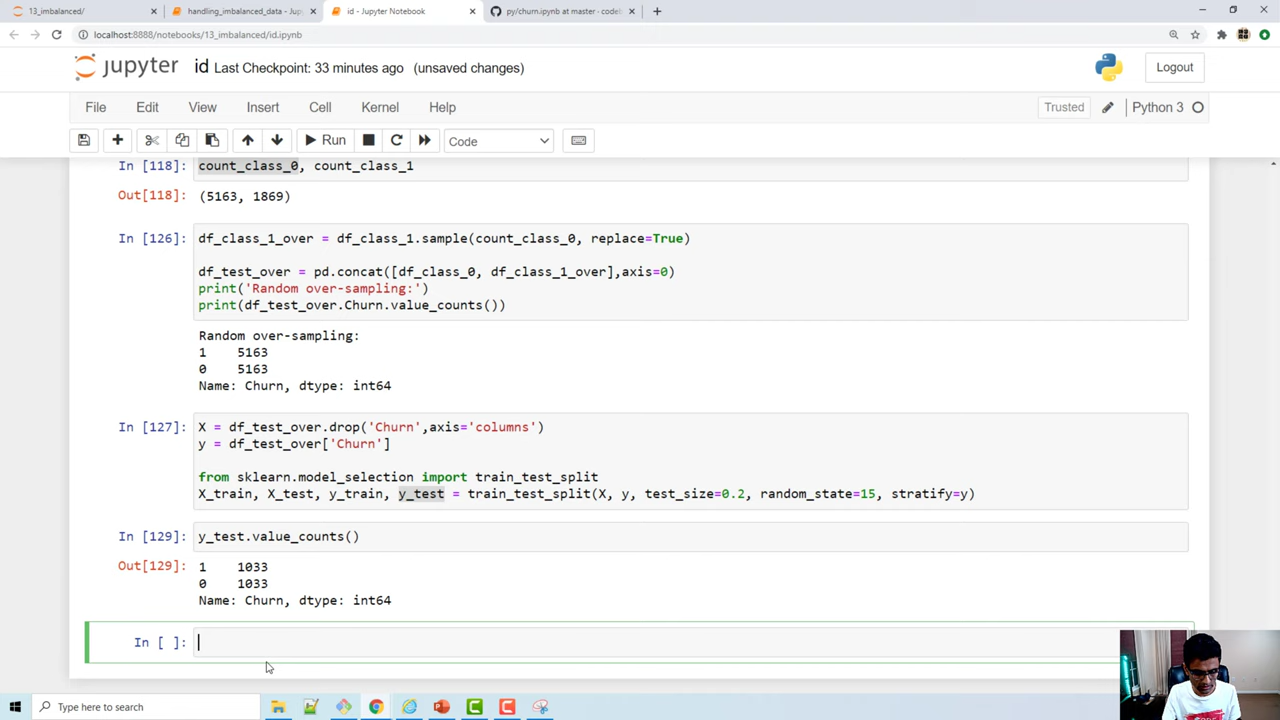 13_imbalanced/
handling_imbalanced_data - Jup
id - Jupyter Notebook
py/churn.ipynb at master · codeb
localhost:8888/notebooks/13_imbalanced/id.ipynb
jupyter id Last Checkpoint: 33 minutes ago (unsaved changes)
Logout
File Edit View Insert Cell Kernel Help
Trusted
Python 3
Run
Code
In [118]: count_class_0, count_class_1
Out[118]: (5163, 1869)
In [126]: df_class_1_over = df_class_1.sample(count_class_0, replace=True)
df_test_over = pd.concat([df_class_0, df_class_1_over],axis=0)
print('Random over-sampling:')
print(df_test_over.Churn.value_counts())
Random over-sampling:
1    5163
0    5163
Name: Churn, dtype: int64
In [127]: X = df_test_over.drop('Churn',axis='columns')
y = df_test_over['Churn']
from sklearn.model_selection import train_test_split
X_train, X_test, y_train, y_test = train_test_split(X, y, test_size=0.2, random_state=15, stratify=y)
In [129]: y_test.value_counts()
Out[129]: 1    1033
0    1033
Name: Churn, dtype: int64
In [ ]:
Type here to search